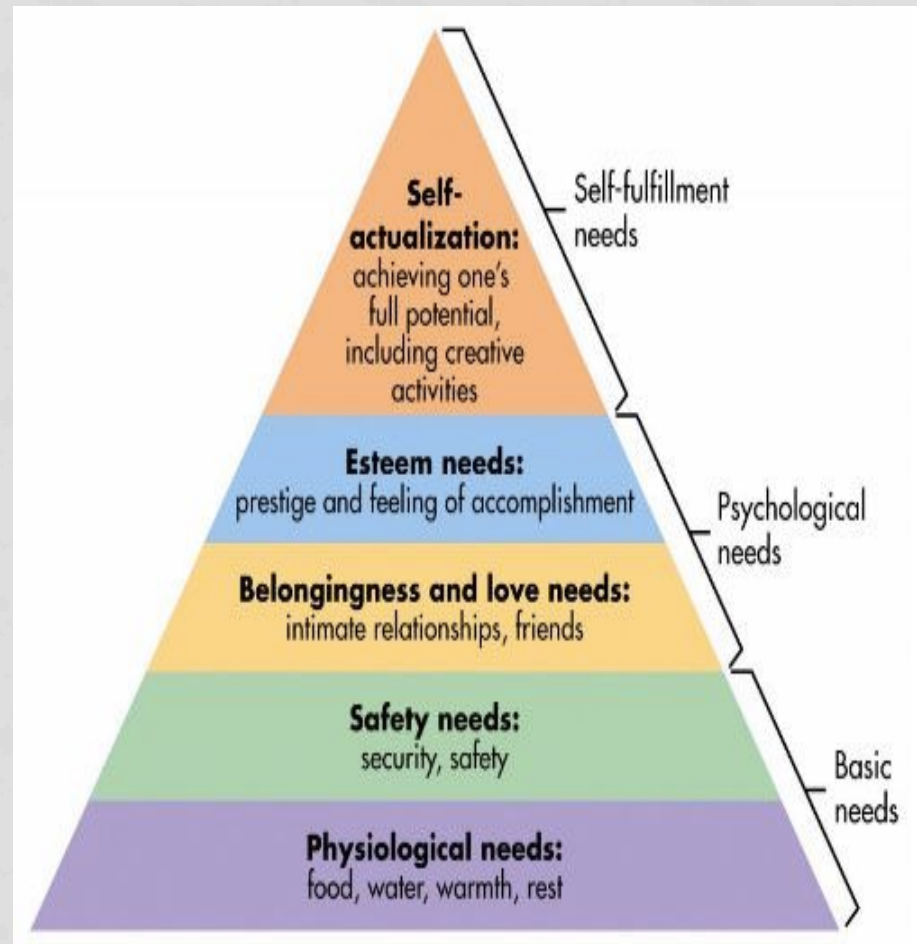 Self-
actualization:
achieving one's
full potential,
including creative
activities
Self-fulfillment
needs
Esteem needs:
prestige and feeling of accomplishment
Psychological
needs
Belongingness and love needs:
intimate relationships, friends
Safety needs:
security, safety
Basic
needs
Physiological needs:
food, water, warmth, rest